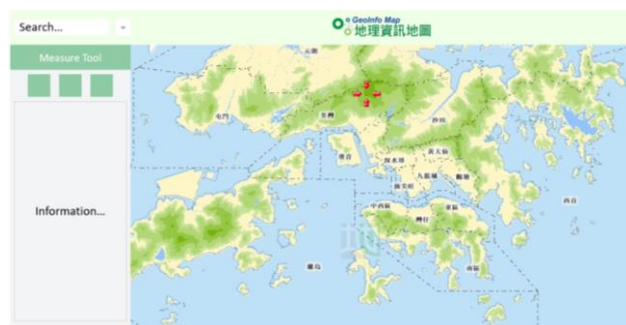 Search...
GeoInfo Map
地理資訊地圖
Measure Tool
元朗
屯門
荃灣
沙田
葵青
黃大仙
深水埗
九龍城
觀塘
油尖旺
西貢
中西區
東區
灣仔
Information...
離島
南區